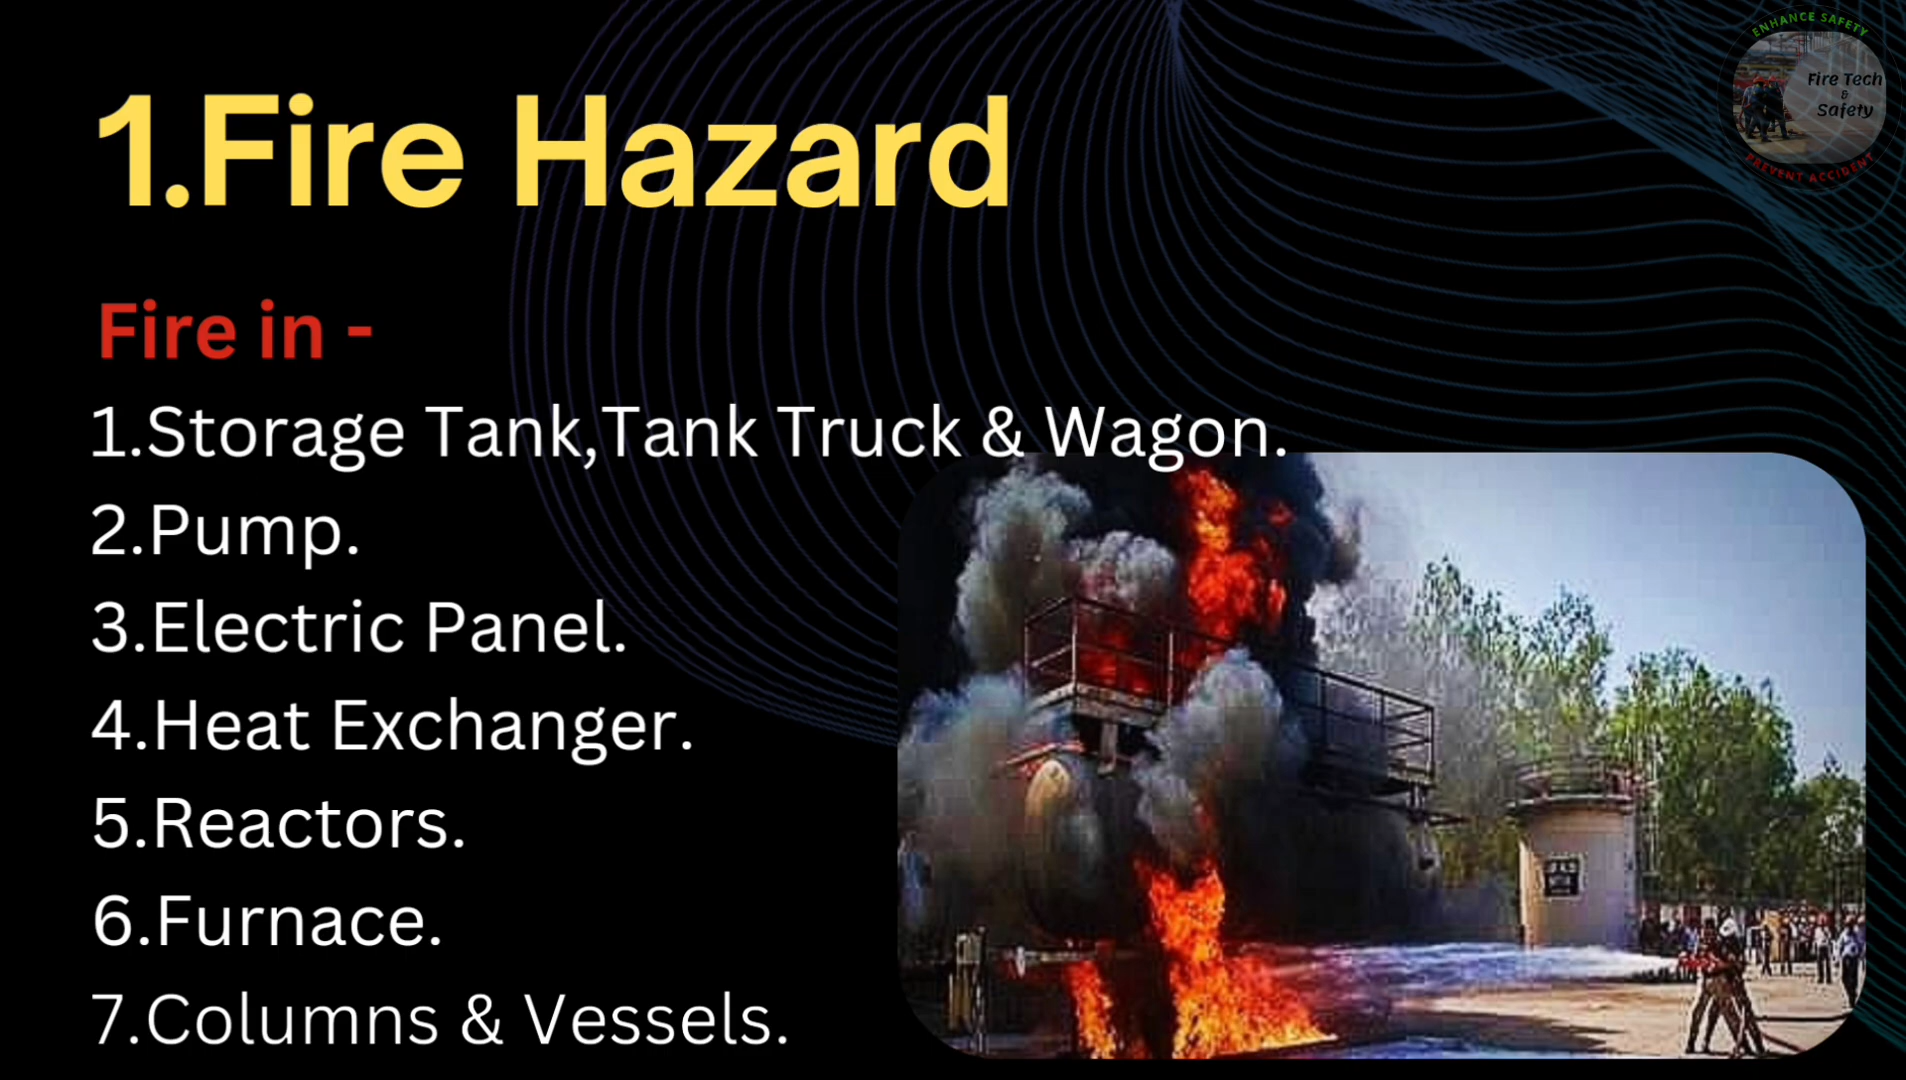 ENHANCE SAFETY
Fire Tech
&
Safety
PREVENT ACCIDENT
1.Fire Hazard
Fire in -
1.Storage Tank,Tank Truck & Wagon.
2.Pump.
3.Electric Panel.
4.Heat Exchanger.
5.Reactors.
6.Furnace.
7.Columns & Vessels.